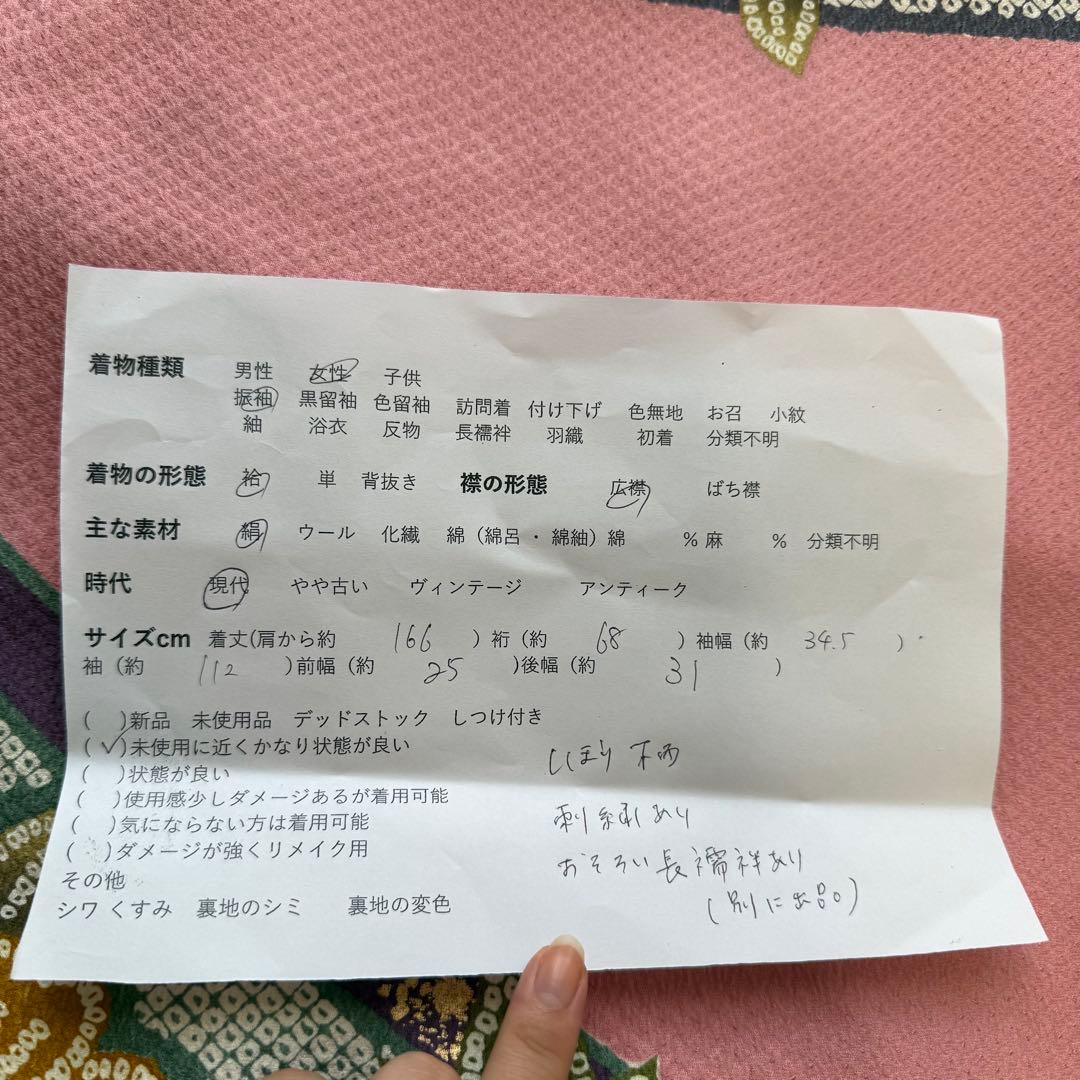 着物種類 男性 女性 子供
振袖 黒留袖 色留袖 訪問着 付け下げ 色無地 お召 小紋
紬 浴衣 反物 長襦袢 羽織 初着 分類不明
着物の形態 袷 単 背抜き 襟の形態 広襟 ばち襟
主な素材 絹 ウール 化繊 綿（綿呂・綿紬）綿 ％麻 ％ 分類不明
時代 現代 やや古い ヴィンテージ アンティーク
サイズcm 着丈(肩から約 166 ）裄（約 68 ）袖幅（約 34.5 ）
袖（約 112 )前幅（約 25 )後幅（約 31 )
( )新品 未使用品 デッドストック しつけ付き
(✓)未使用に近くかなり状態が良い
( )状態が良い
( )使用感少しダメージあるが着用可能
( )気にならない方は着用可能
( )ダメージが強くリメイク用
その他
シワ くすみ 裏地のシミ 裏地の変色
しぼり 柄
刺繍あり
おそろい長襦袢あり
(別に出品)